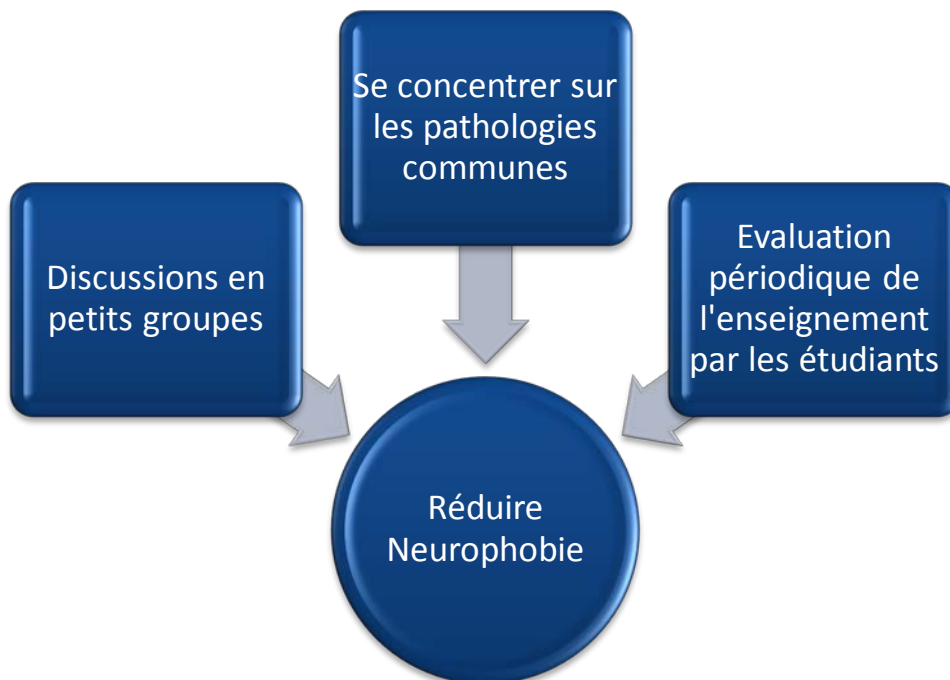 Se concentrer sur
les pathologies
communes
Discussions en
petits groupes
Evaluation
périodique de
l'enseignement
par les étudiants
Réduire
Neurophobie